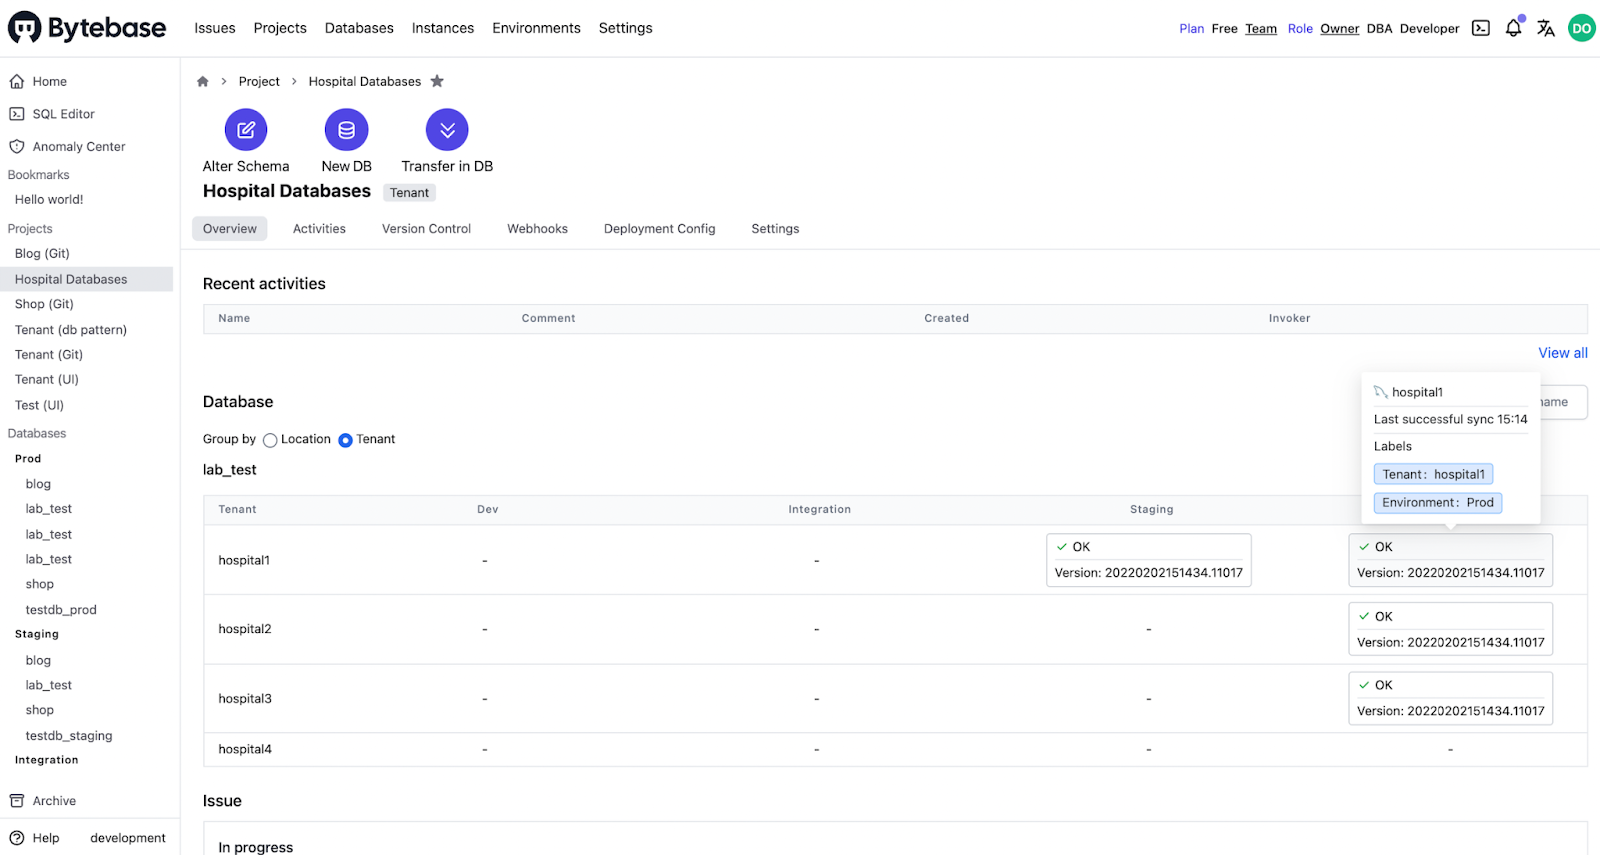 Bytebase
Issues Projects Databases Instances Environments Settings
Plan Free Team Role Owner DBA Developer
DO
Home
SQL Editor
Anomaly Center
Bookmarks
Hello world!
Projects
Blog (Git)
Hospital Databases
Shop (Git)
Tenant (db pattern)
Tenant (Git)
Tenant (UI)
Test (UI)
Databases
Prod
blog
lab_test
lab_test
lab_test
shop
testdb_prod
Staging
blog
lab_test
shop
testdb_staging
Integration
Archive
Help development
Project Hospital Databases
Alter Schema New DB Transfer in DB
Hospital Databases Tenant
Overview Activities Version Control Webhooks Deployment Config Settings
Recent activities
Name Comment Created Invoker
View all
Database
name
Group by Location Tenant
lab_test
hospital1
Last successful sync 15:14
Labels
Tenant: hospital1
Environment: Prod
Tenant Dev Integration Staging
hospital1 - - OK Version: 20220202151434.11017 OK Version: 20220202151434.11017
hospital2 - - - OK Version: 20220202151434.11017
hospital3 - - - OK Version: 20220202151434.11017
hospital4 - - - -
Issue
In progress